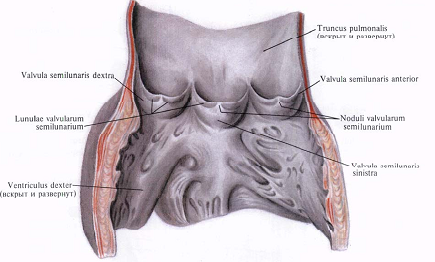 Truncus pulmonalis
(вскрыт и развернут)
Valvula semilunaris dextra
Valvula semilunaris anterior
Lunulae valvularum
semilunarium
Noduli valvularum
semilunarium
Valvula semilunaris
sinistra
Ventriculus dexter
(вскрыт и развернут)